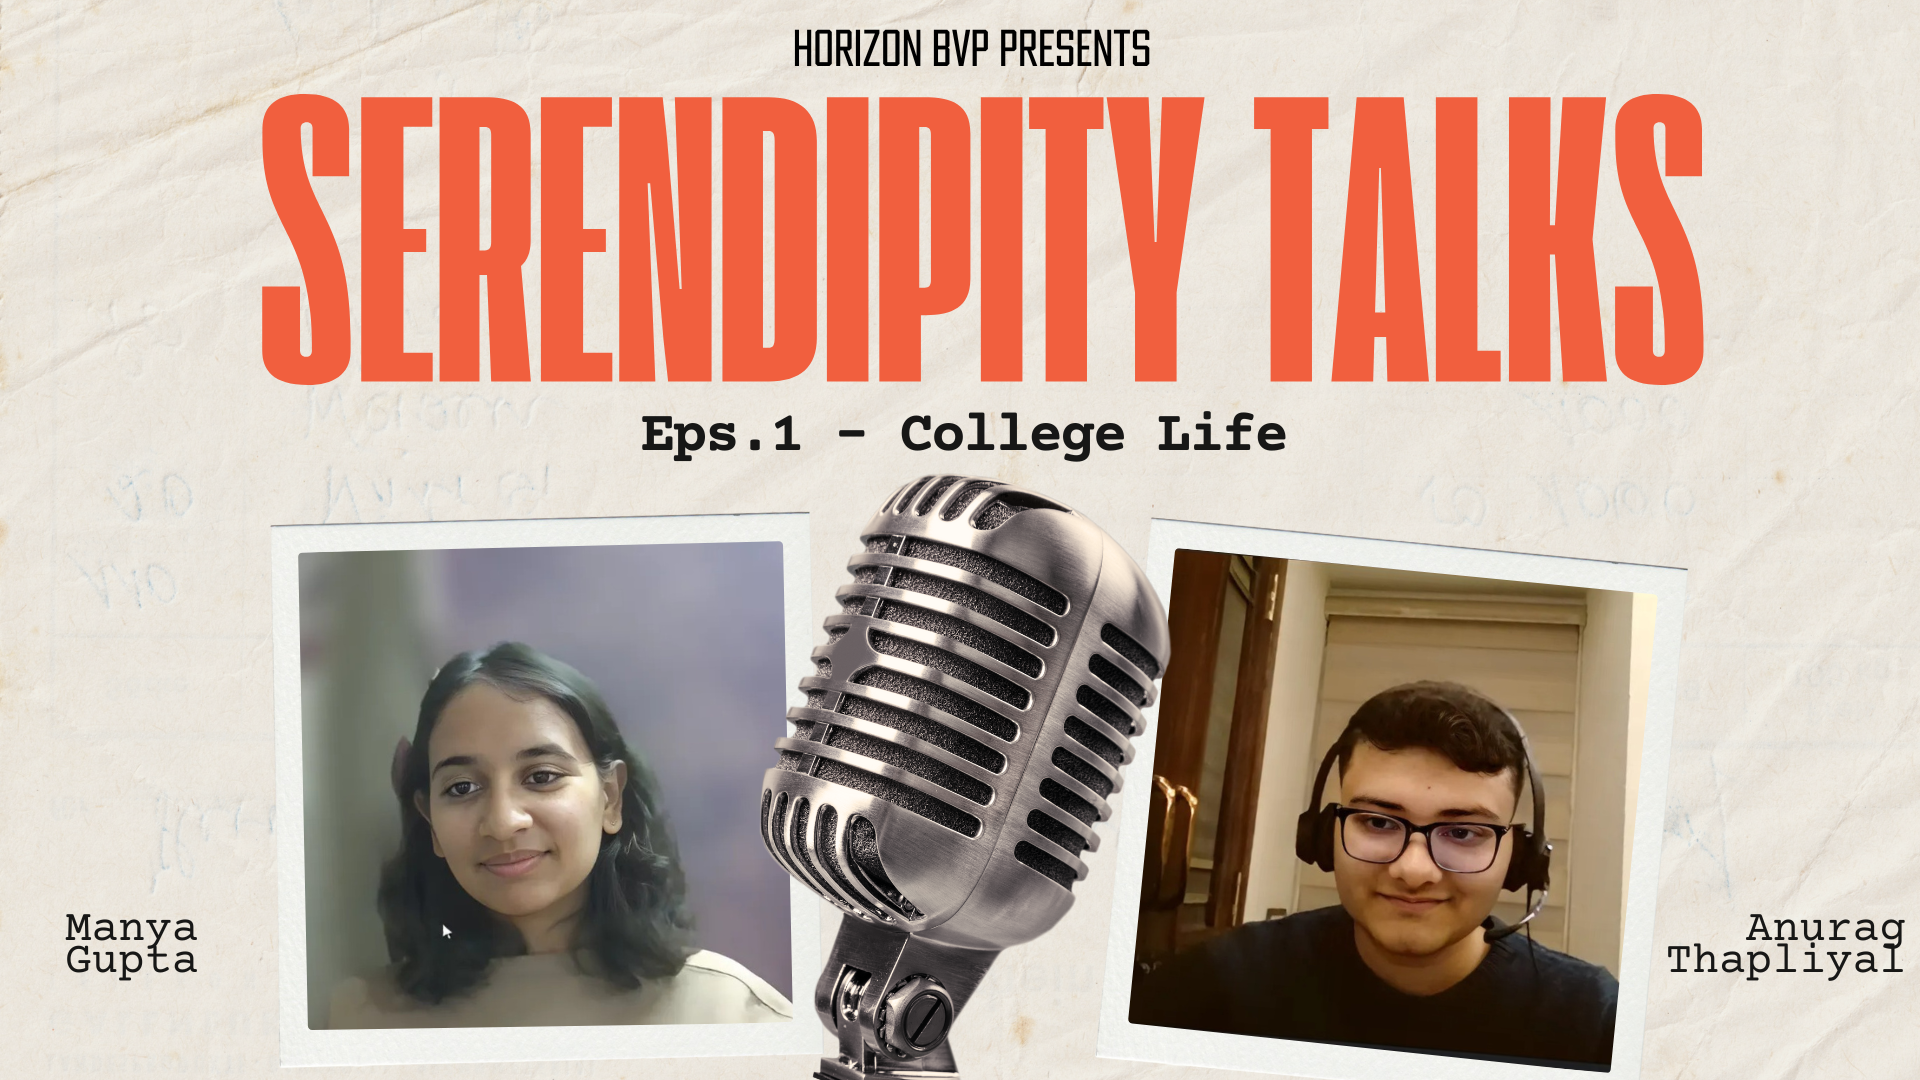 HORIZON BVP PRESENTS
SERENDIPITY TALKS
Eps.1 - College Life
Manya
Gupta
Anurag
Thapliyal